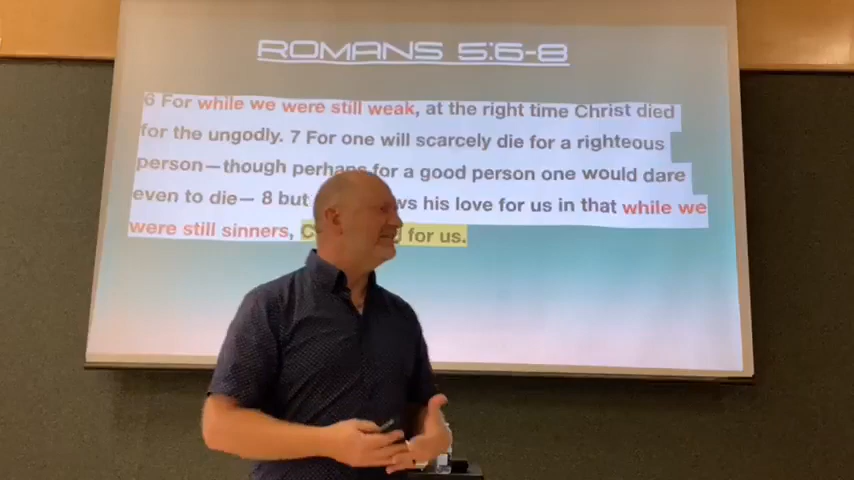 ROMANS 5:6-8
6 For while we were still weak, at the right time Christ died
for the ungodly. 7 For one will scarcely die for a righteous
person—though perhaps for a good person one would dare
even to die— 8 but his love for us in that while we
were still sinners, for us.